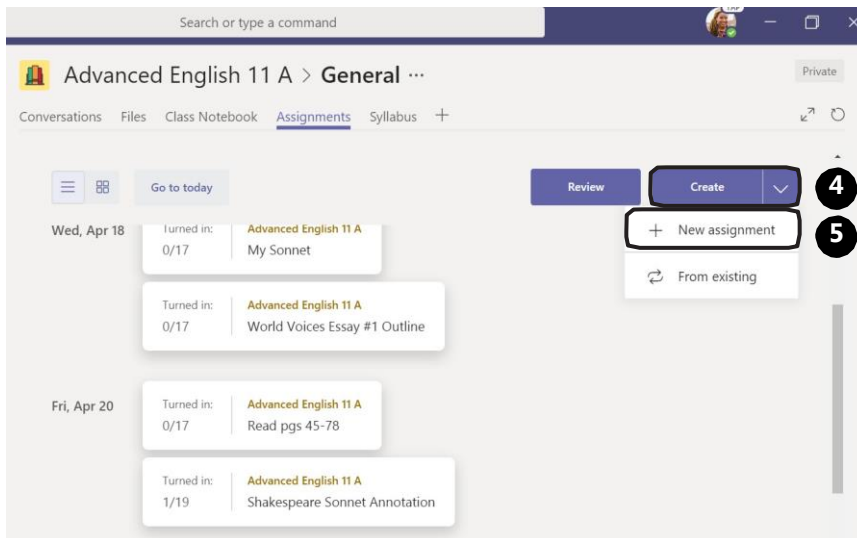 Search or type a command
Advanced English 11 A > General ...
Private
Conversations Files Class Notebook Assignments Syllabus +
Go to today
Review
Create
4
+ New assignment
5
From existing
Wed, Apr 18
Turned in:
Advanced English 11 A
0/17
My Sonnet
Turned in:
Advanced English 11 A
0/17
World Voices Essay #1 Outline
Fri, Apr 20
Turned in:
Advanced English 11 A
0/17
Read pgs 45-78
Turned in:
Advanced English 11 A
1/19
Shakespeare Sonnet Annotation